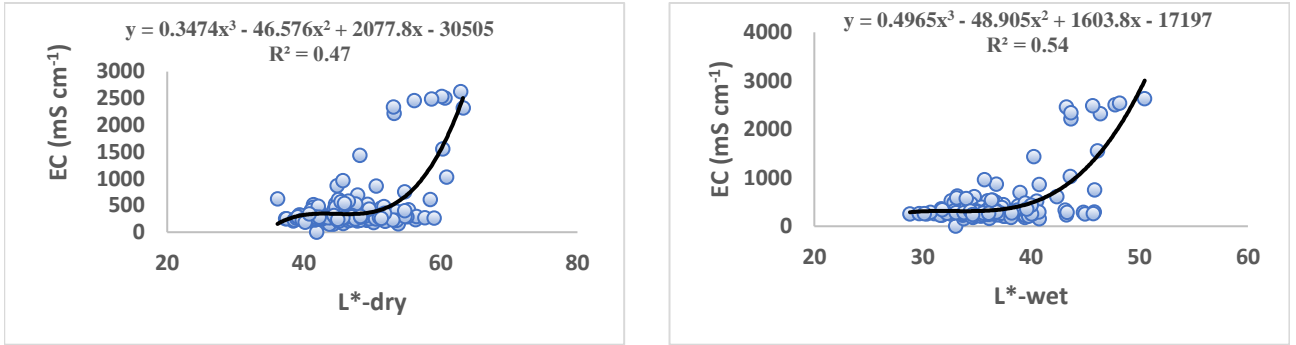 y = 0.3474x³ - 46.576x² + 2077.8x - 30505
R² = 0.47
EC (mS cm⁻¹)
3000
2500
2000
1500
1000
500
0
20 40 60 80
L*-dry
y = 0.4965x³ - 48.905x² + 1603.8x - 17197
R² = 0.54
EC (mS cm⁻¹)
4000
3000
2000
1000
0
20 30 40 50 60
L*-wet